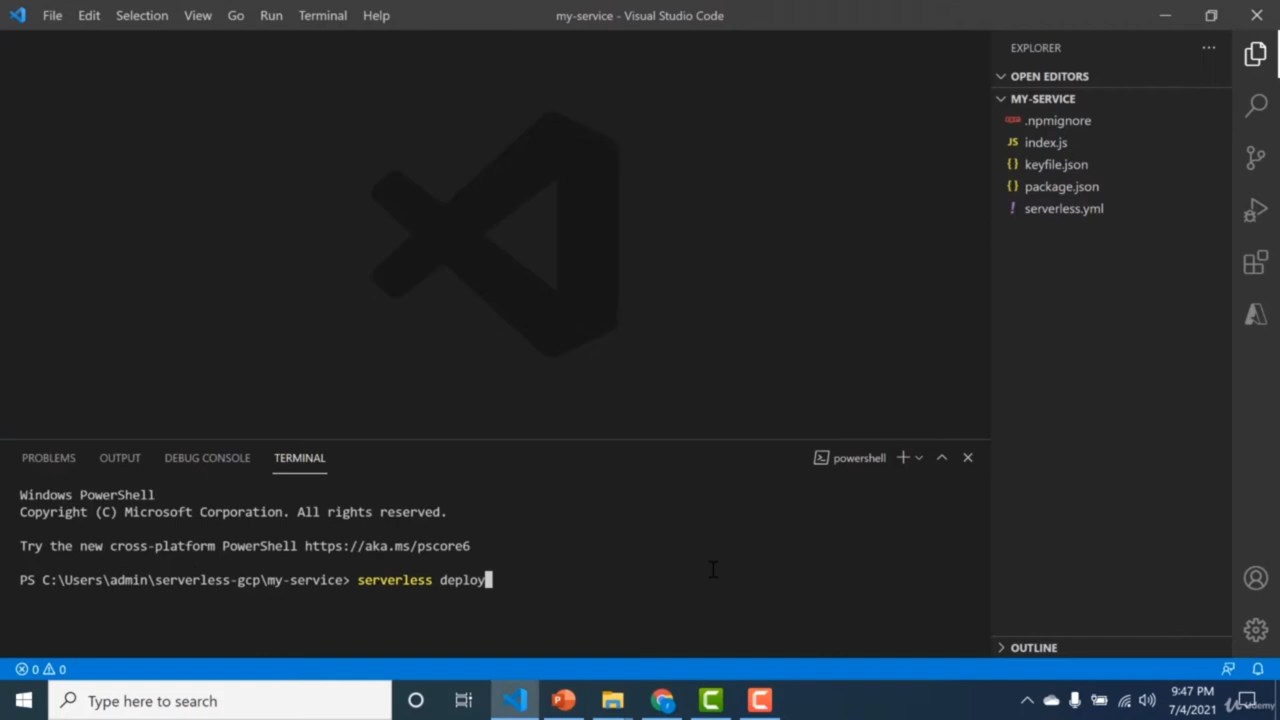 File Edit Selection View Go Run Terminal Help
my-service - Visual Studio Code
EXPLORER
OPEN EDITORS
MY-SERVICE
.npmignore
JS index.js
{} keyfile.json
{} package.json
! serverless.yml
OUTLINE
PROBLEMS OUTPUT DEBUG CONSOLE TERMINAL
powershell
Windows PowerShell
Copyright (C) Microsoft Corporation. All rights reserved.
Try the new cross-platform PowerShell https://aka.ms/pscore6
PS C:\Users\admin\serverless-gcp\my-service> serverless deploy
0 0
Type here to search
9:47 PM
7/4/2021
Udemy